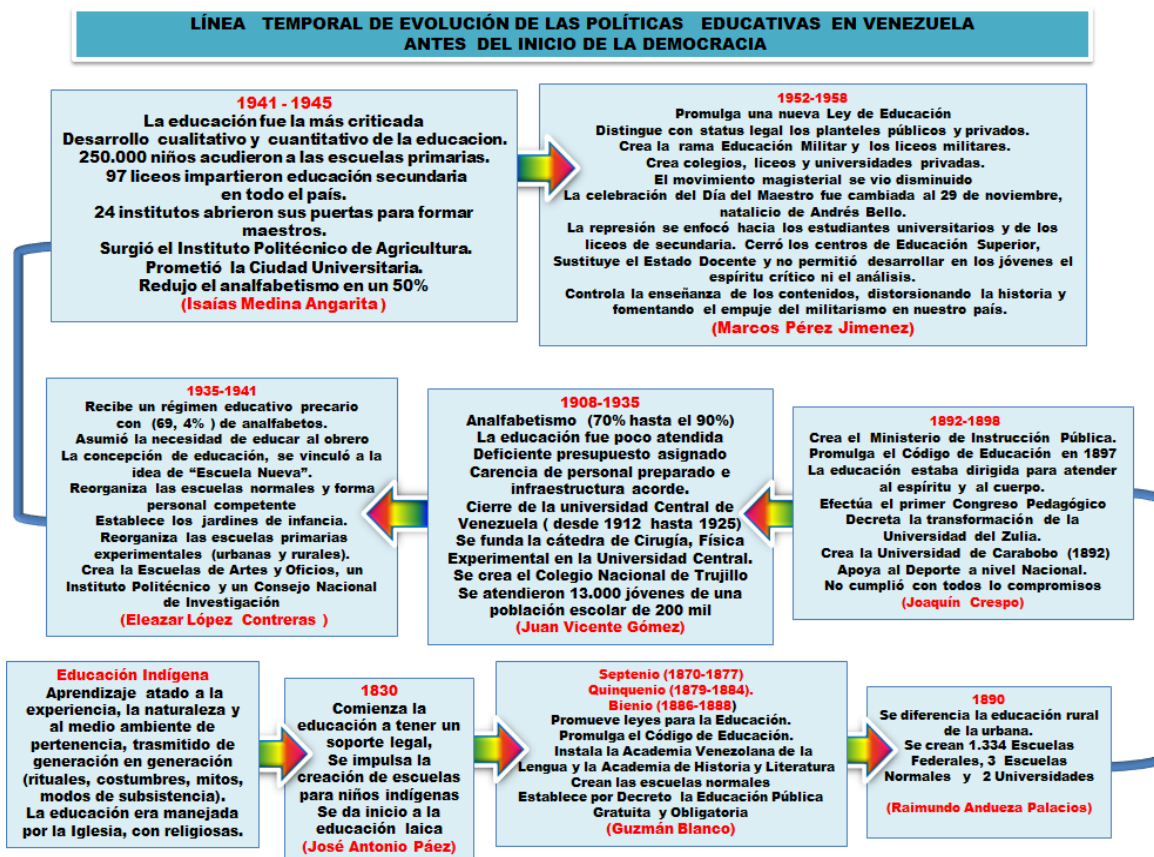 LÍNEA TEMPORAL DE EVOLUCIÓN DE LAS POLÍTICAS EDUCATIVAS EN VENEZUELA
ANTES DEL INICIO DE LA DEMOCRACIA
1941 - 1945
La educación fue la más criticada
Desarrollo cualitativo y cuantitativo de la educacion.
250.000 niños acudieron a las escuelas primarias.
97 liceos impartieron educación secundaria
en todo el país.
24 institutos abrieron sus puertas para formar
maestros.
Surgió el Instituto Politécnico de Agricultura.
Prometió la Ciudad Universitaria.
Redujo el analfabetismo en un 50%
(Isaías Medina Angarita )
1952-1958
Promulga una nueva Ley de Educación
Distingue con status legal los planteles públicos y privados.
Crea la rama Educación Militar y los liceos militares.
Crea colegios, liceos y universidades privadas.
El movimiento magisterial se vio disminuido
La celebración del Día del Maestro fue cambiada al 29 de noviembre,
natalicio de Andrés Bello.
La represión se enfocó hacia los estudiantes universitarios y de los
liceos de secundaria. Cerró los centros de Educación Superior,
Sustituye el Estado Docente y no permitió desarrollar en los jóvenes el
espíritu crítico ni el análisis.
Controla la enseñanza de los contenidos, distorsionando la historia y
fomentando el empuje del militarismo en nuestro país.
(Marcos Pérez Jimenez)
1935-1941
Recibe un régimen educativo precario
con (69, 4% ) de analfabetos.
Asumió la necesidad de educar al obrero
La concepción de educación, se vinculó a la
idea de “Escuela Nueva”.
Reorganiza las escuelas normales y forma
personal competente
Establece los jardines de infancia.
Reorganiza las escuelas primarias
experimentales (urbanas y rurales).
Crea la Escuelas de Artes y Oficios, un
Instituto Politécnico y un Consejo Nacional
de Investigación
(Eleazar López Contreras )
1908-1935
Analfabetismo (70% hasta el 90%)
La educación fue poco atendida
Deficiente presupuesto asignado
Carencia de personal preparado e
infraestructura acorde.
Cierre de la universidad Central de
Venezuela ( desde 1912 hasta 1925)
Se funda la cátedra de Cirugía, Física
Experimental en la Universidad Central.
Se crea el Colegio Nacional de Trujillo
Se atendieron 13.000 jóvenes de una
población escolar de 200 mil
(Juan Vicente Gómez)
1892-1898
Crea el Ministerio de Instrucción Pública.
Promulga el Código de Educación en 1897
La educación estaba dirigida para atender
al espíritu y al cuerpo.
Efectúa el primer Congreso Pedagógico
Decreta la transformación de la
Universidad del Zulia.
Crea la Universidad de Carabobo (1892)
Apoya al Deporte a nivel Nacional.
No cumplió con todos lo compromisos
(Joaquín Crespo)
Educación Indígena
Aprendizaje atado a la
experiencia, la naturaleza y
al medio ambiente de
pertenencia, trasmitido de
generación en generación
(rituales, costumbres, mitos,
modos de subsistencia).
La educación era manejada
por la Iglesia, con religiosas.
1830
Comienza la
educación a tener un
soporte legal,
Se impulsa la
creación de escuelas
para niños indígenas
Se da inicio a la
educación laica
(José Antonio Páez)
Septenio (1870-1877)
Quinquenio (1879-1884).
Bienio (1886-1888)
Promueve leyes para la Educación.
Promulga el Código de Educación.
Instala la Academia Venezolana de la
Lengua y la Academia de Historia y Literatura
Crean las escuelas normales
Establece por Decreto la Educación Pública
Gratuita y Obligatoria
(Guzmán Blanco)
1890
Se diferencia la educación rural
de la urbana.
Se crean 1.334 Escuelas
Federales, 3 Escuelas
Normales y 2 Universidades
(Raimundo Andueza Palacios)